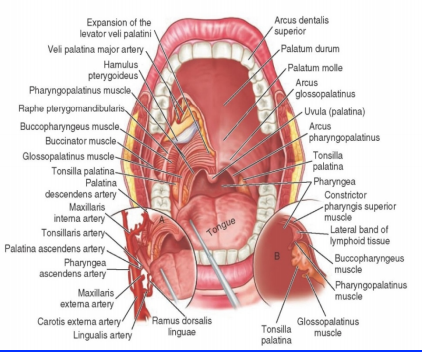 Expansion of the
levator veli palatini
Veli palatina major artery
Hamulus
pterygoideus
Pharyngopalatinus muscle
Raphe pterygomandibularis
Buccopharyngeus muscle
Buccinator muscle
Glossopalatinus muscle
Tonsilla palatina
Palatina
descendens artery
Maxillaris
interna artery
Tonsillaris artery
Palatina ascendens artery
Pharyngea
ascendens artery
Maxillaris
externa artery
Carotis externa artery
Lingualis artery
Arcus dentalis
superior
Palatum durum
Palatum molle
Arcus
glossopalatinus
Uvula (palatina)
Arcus
pharyngopalatinus
Tonsilla
palatina
Pharyngea
Constrictor
pharyngis superior
muscle
Lateral band of
lymphoid tissue
Buccopharyngeus
muscle
Pharyngopalatinus
muscle
Glossopalatinus
muscle
Tonsilla
palatina
Ramus dorsalis
linguae
Tongue
A
B